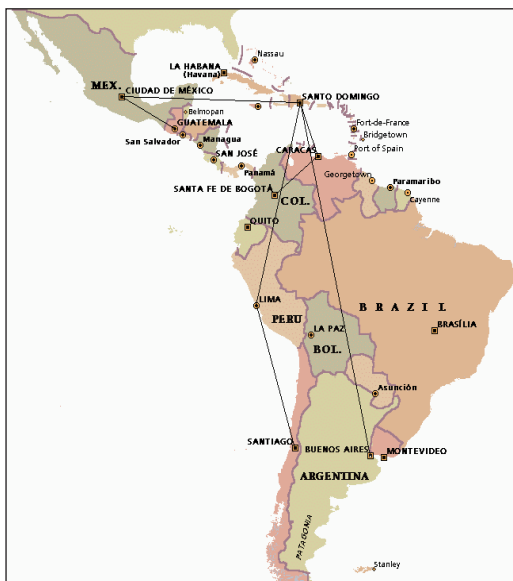 Nassau
LA HABANA
(Havana)
MEX.
CIUDAD DE MÉXICO
SANTO DOMINGO
Belmopan
GUATEMALA
Fort-de-France
Bridgetown
San Salvador
Managua
CARACAS
Port of Spain
SAN JOSÉ
Panamá
Georgetown
Paramaribo
SANTA FE DE BOGOTÁ
COL.
Cayenne
QUITO
LIMA
BRAZIL
PERU
LA PAZ
BRASÍLIA
BOL.
Asunción
SANTIAGO
BUENOS AIRES
MONTEVIDEO
ARGENTINA
PATAGONIA
Stanley